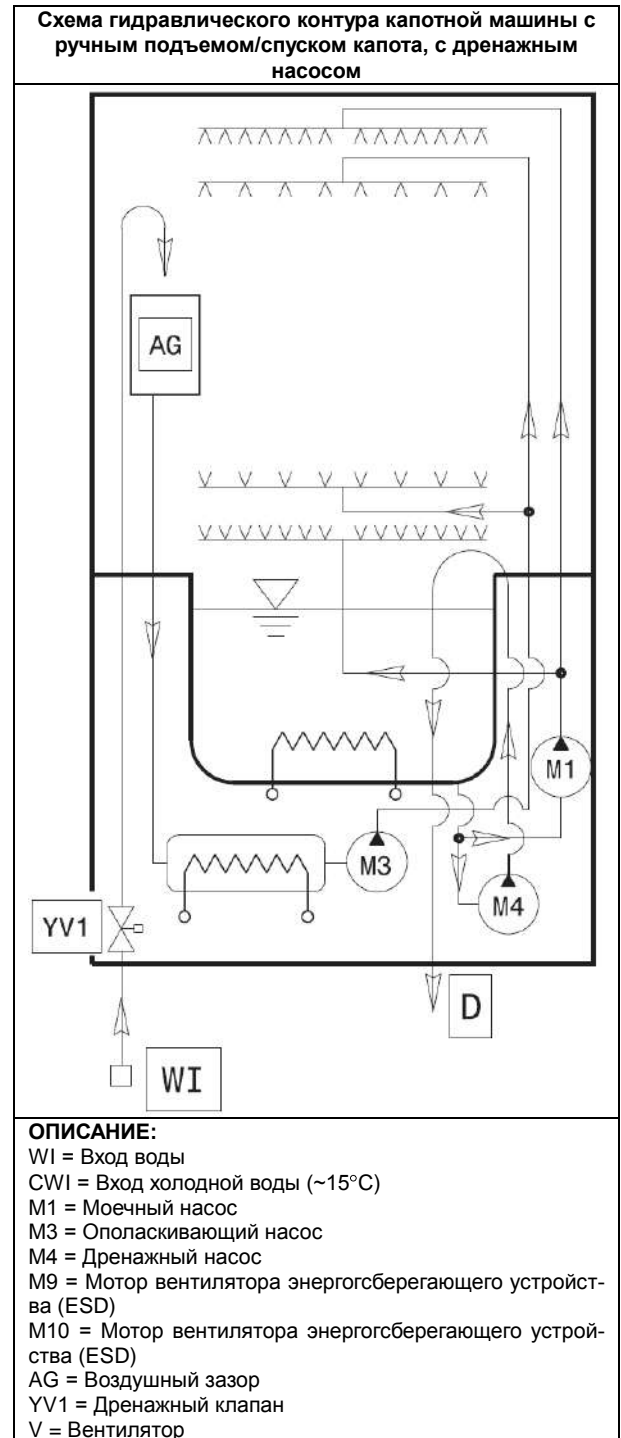 Схема гидравлического контура капотной машины с
ручным подъемом/спуском капота, с дренажным
насосом
AG
M1
M3
M4
YV1
D
WI
ОПИСАНИЕ:
WI = Вход воды
CWI = Вход холодной воды (~15°C)
M1 = Моечный насос
M3 = Ополаскивающий насос
M4 = Дренажный насос
M9 = Мотор вентилятора энергогсберегающего устройст-
ва (ESD)
M10 = Мотор вентилятора энергогсберегающего устрой-
ства (ESD)
AG = Воздушный зазор
YV1 = Дренажный клапан
V = Вентилятор